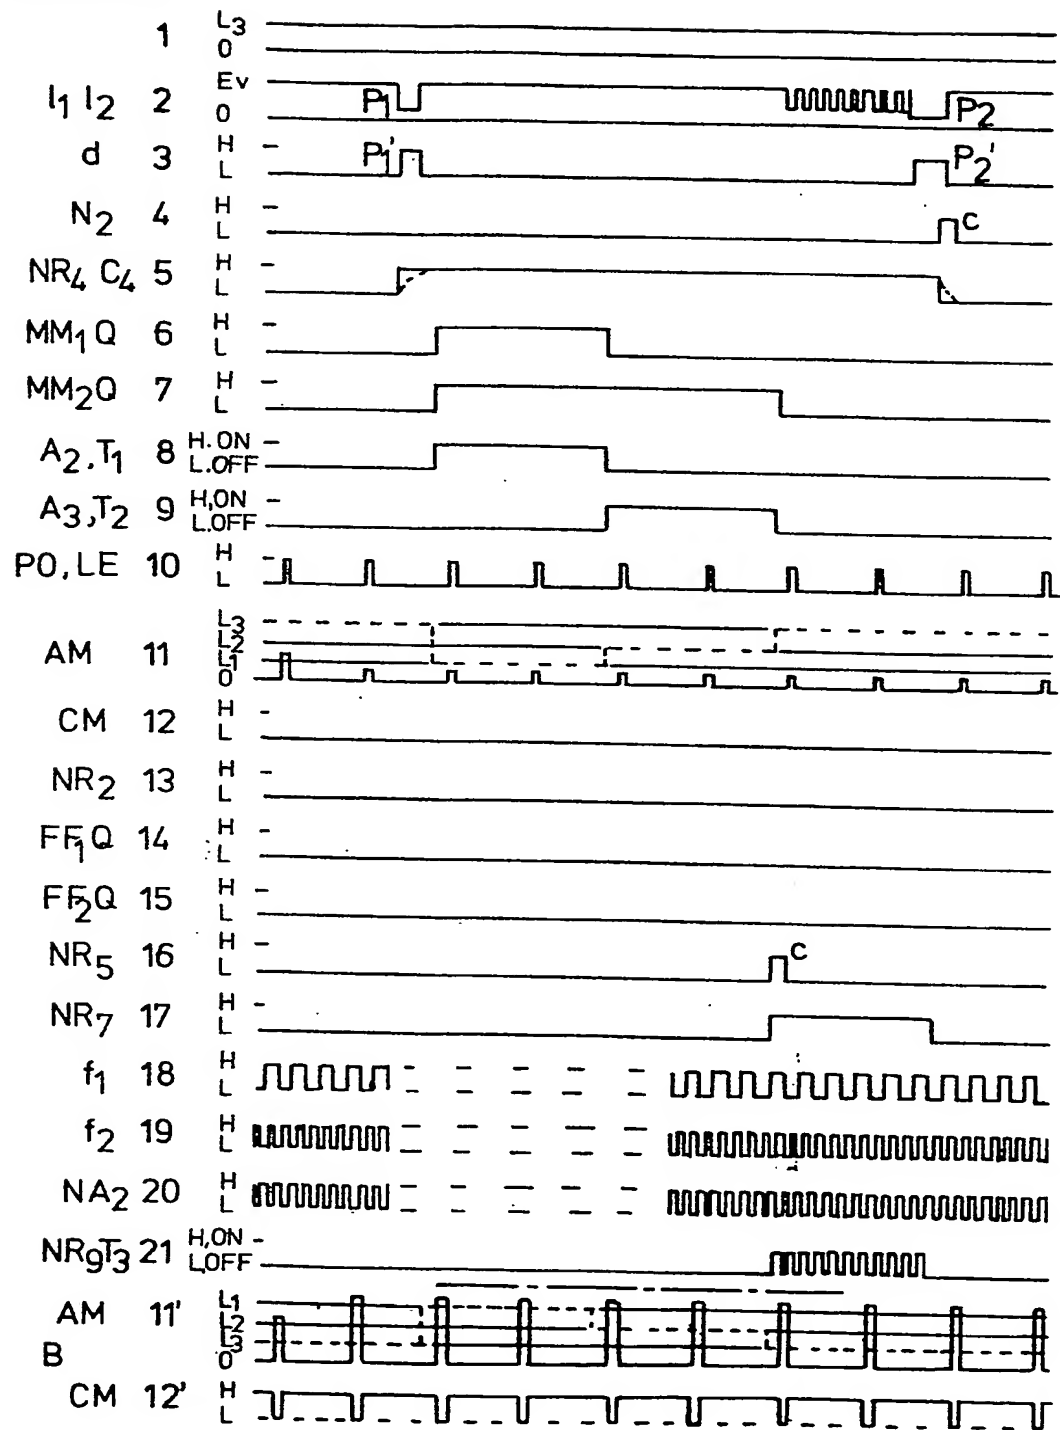 1 L3 0
I1 I2 2 Ev 0 P1 P2
d 3 H L P1' P2'
N2 4 H L c
NR4 C4 5 H L
MM1 Q 6 H L
MM2Q 7 H L
A2,T1 8 H.ON L.OFF
A3,T2 9 H,ON L.OFF
PO, LE 10 H L
AM 11 L3 L2 L1 0
CM 12 H L
NR2 13 H L
FF1Q 14 H L
FF2Q 15 H L
NR5 16 H L c
NR7 17 H L
f1 18 H L
f2 19 H L
NA2 20 H L
NR9T3 21 H,ON L,OFF
AM 11' L1 L2 L3 0
B
CM 12' H L